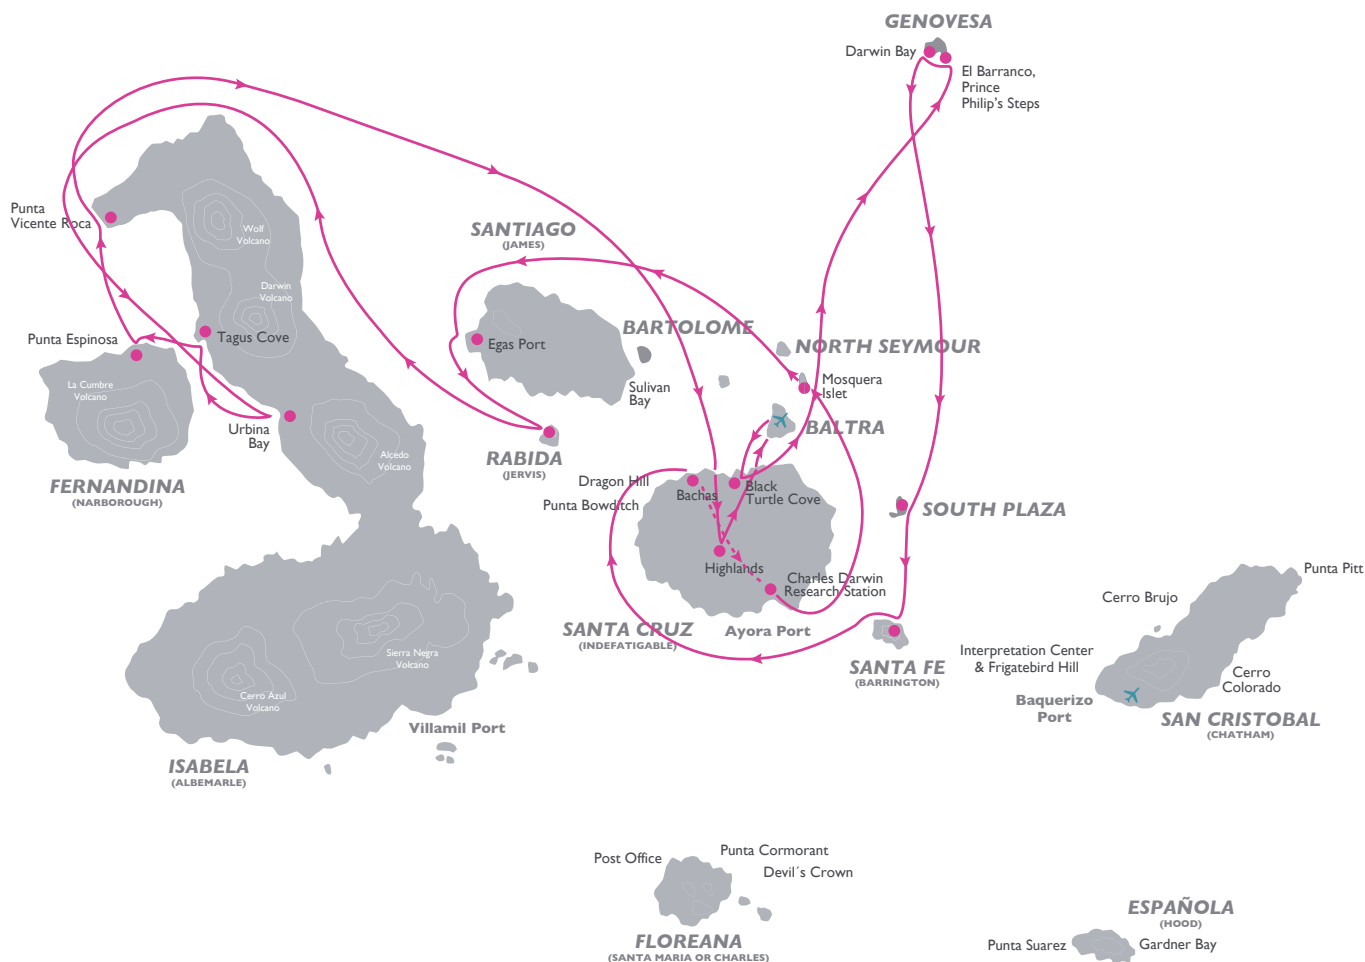 GENOVESA
Darwin Bay
El Barranco,
Prince
Philip's Steps
Punta
Vicente Roca
Wolf
Volcano
SANTIAGO
(JAMES)
Darwin
Volcano
BARTOLOME
Tagus Cove
Punta Espinosa
Egas Port
NORTH SEYMOUR
Mosquera
Islet
La Cumbre
Volcano
Sulivan
Bay
Urbina
Bay
BALTRA
Alcedo
Volcano
RABIDA
(JERVIS)
FERNANDINA
(NARBOROUGH)
Dragon Hill
Bachas
Black
Turtle Cove
Punta Bowditch
SOUTH PLAZA
Highlands
Charles Darwin
Research Station
Punta Pitt
Cerro Brujo
SANTA CRUZ
(INDEFATIGABLE)
Ayora Port
SANTA FE
(BARRINGTON)
Interpretation Center
& Frigatebird Hill
Sierra Negra
Volcano
Cerro
Colorado
Cerro Azul
Volcano
Baquerizo
Port
SAN CRISTOBAL
(CHATHAM)
Villamil Port
ISABELA
(ALBEMARLE)
Post Office
Punta Cormorant
Devil´s Crown
FLOREANA
(SANTA MARIA OR CHARLES)
ESPAÑOLA
(HOOD)
Punta Suarez
Gardner Bay